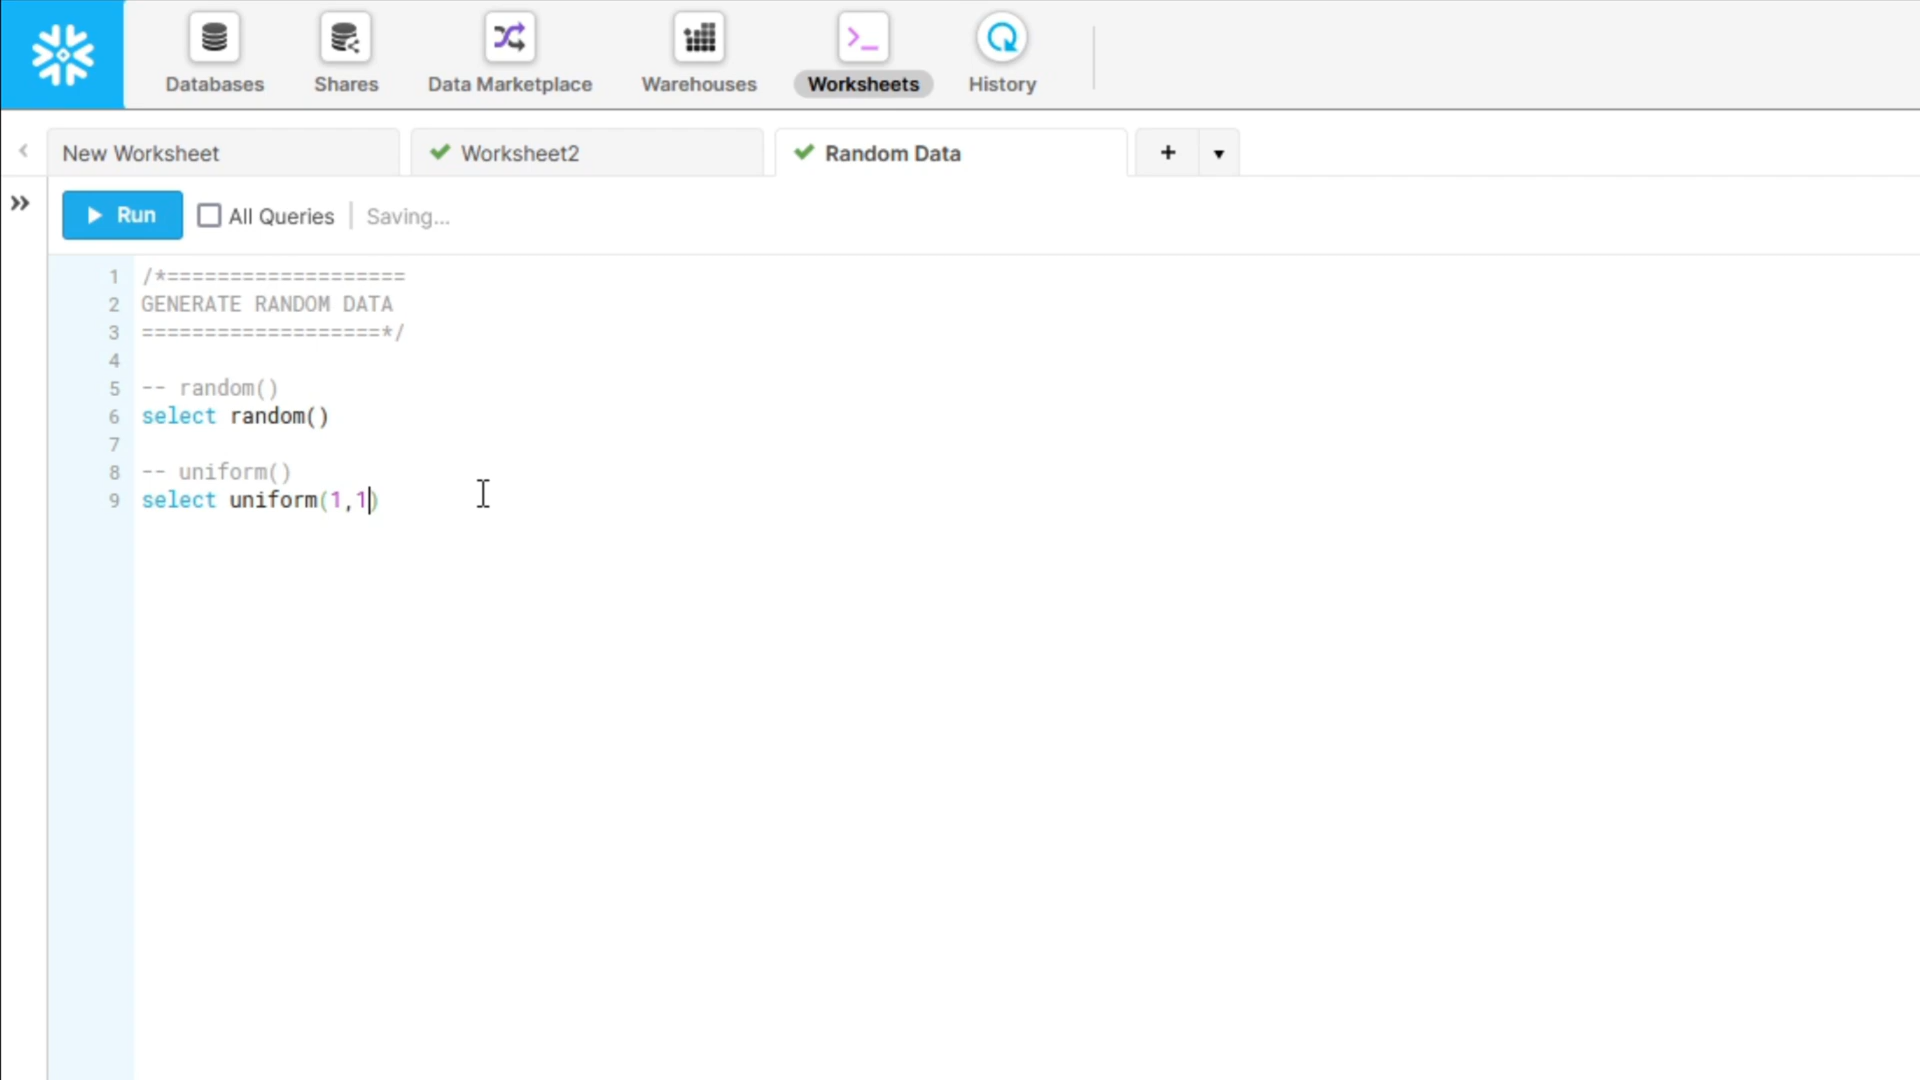 Databases
Shares
Data Marketplace
Warehouses
Worksheets
History
New Worksheet
Worksheet2
Random Data
Run
All Queries
Saving...
1 /*===================
2 GENERATE RANDOM DATA
3 ===================*/
4
5 -- random()
6 select random()
7
8 -- uniform()
9 select uniform(1,1)